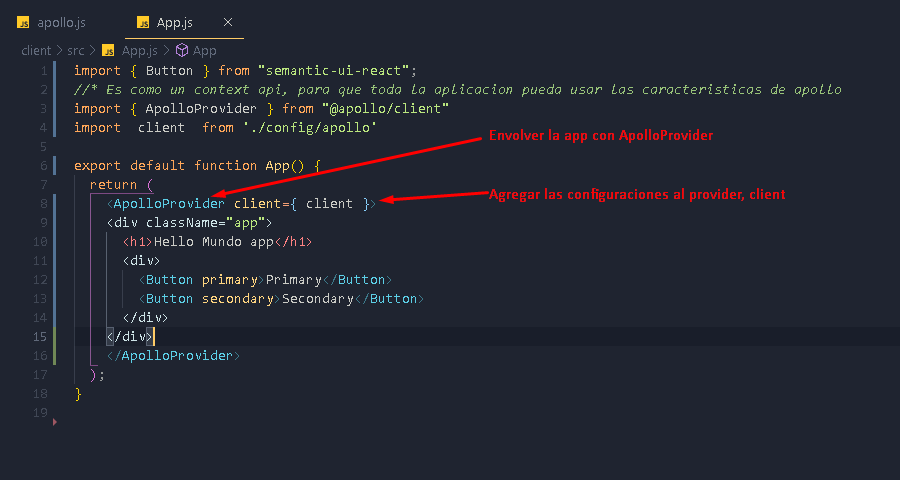 JS apollo.js JS App.js ×
client > src > JS App.js > App
1 import { Button } from "semantic-ui-react";
2 //* Es como un context api, para que toda la aplicacion pueda usar las caracteristicas de apollo
3 import { ApolloProvider } from "@apollo/client"
4 import client from './config/apollo'
Envolver la app con ApolloProvider
5
6 export default function App() {
7 return (
Agregar las configuraciones al provider, client
8 <ApolloProvider client={ client }>
9 <div className="app">
10 <h1>Hello Mundo app</h1>
11 <div>
12 <Button primary>Primary</Button>
13 <Button secondary>Secondary</Button>
14 </div>
15 </div>
16 </ApolloProvider>
17 );
18 }
19